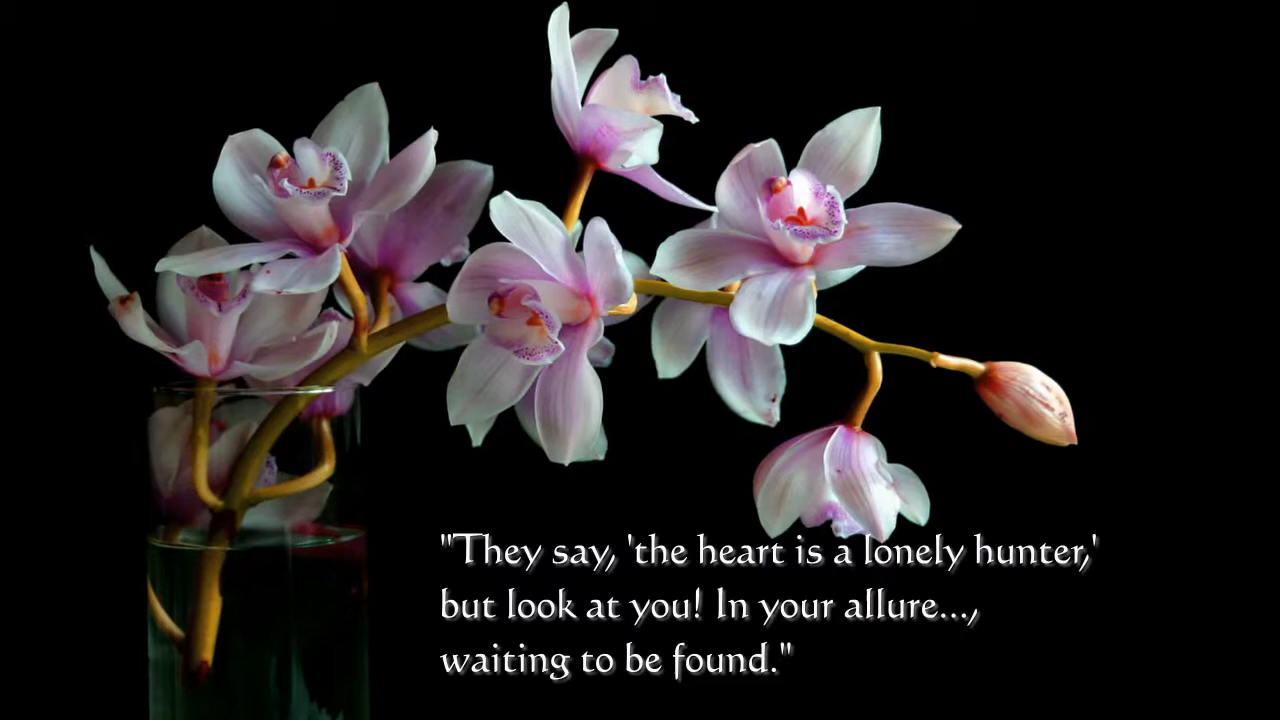 "They say, 'the heart is a lonely hunter,'
but look at you! In your allure...,
waiting to be found."